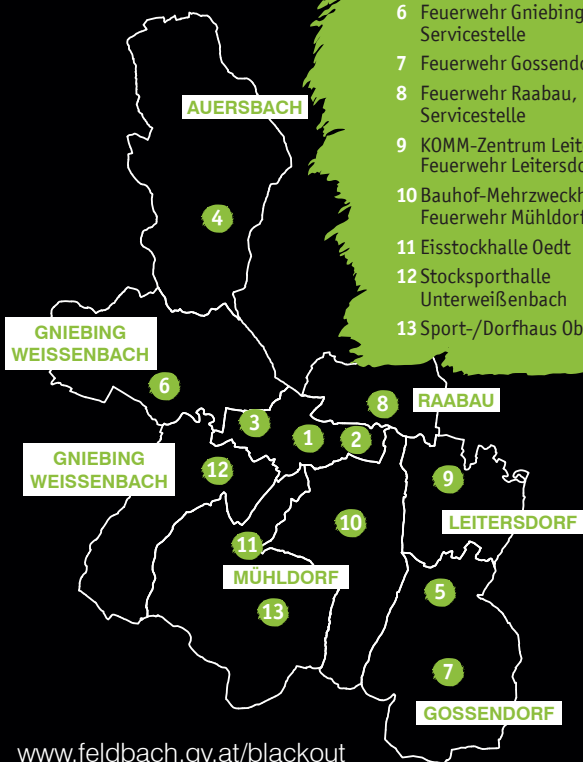 6 Feuerwehr Gniebing
Servicestelle
7 Feuerwehr Gossendo
8 Feuerwehr Raabau,
Servicestelle
9 KOMM-Zentrum Leit
Feuerwehr Leitersdo
10 Bauhof-Mehrzweckh
Feuerwehr Mühldorf
11 Eisstockhalle Oedt
12 Stocksporthalle
Unterweißenbach
13 Sport-/Dorfhaus Ob
AUERSBACH
4
GNIEBING
WEISSENBACH
6
8
RAABAU
3
1
2
GNIEBING
WEISSENBACH
12
9
10
LEITERSDORF
11
MÜHLDORF
5
13
7
GOSSENDORF
www.feldbach.gv.at/blackout